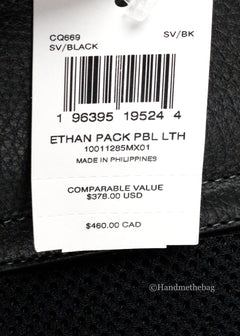 CQ669 SV/BK
SV/BLACK
1 96395 19524 4
ETHAN PACK PBL LTH
10011285MX01
MADE IN PHILIPPINES
COMPARABLE VALUE
$378.00 USD
$460.00 CAD
©Handmethebag